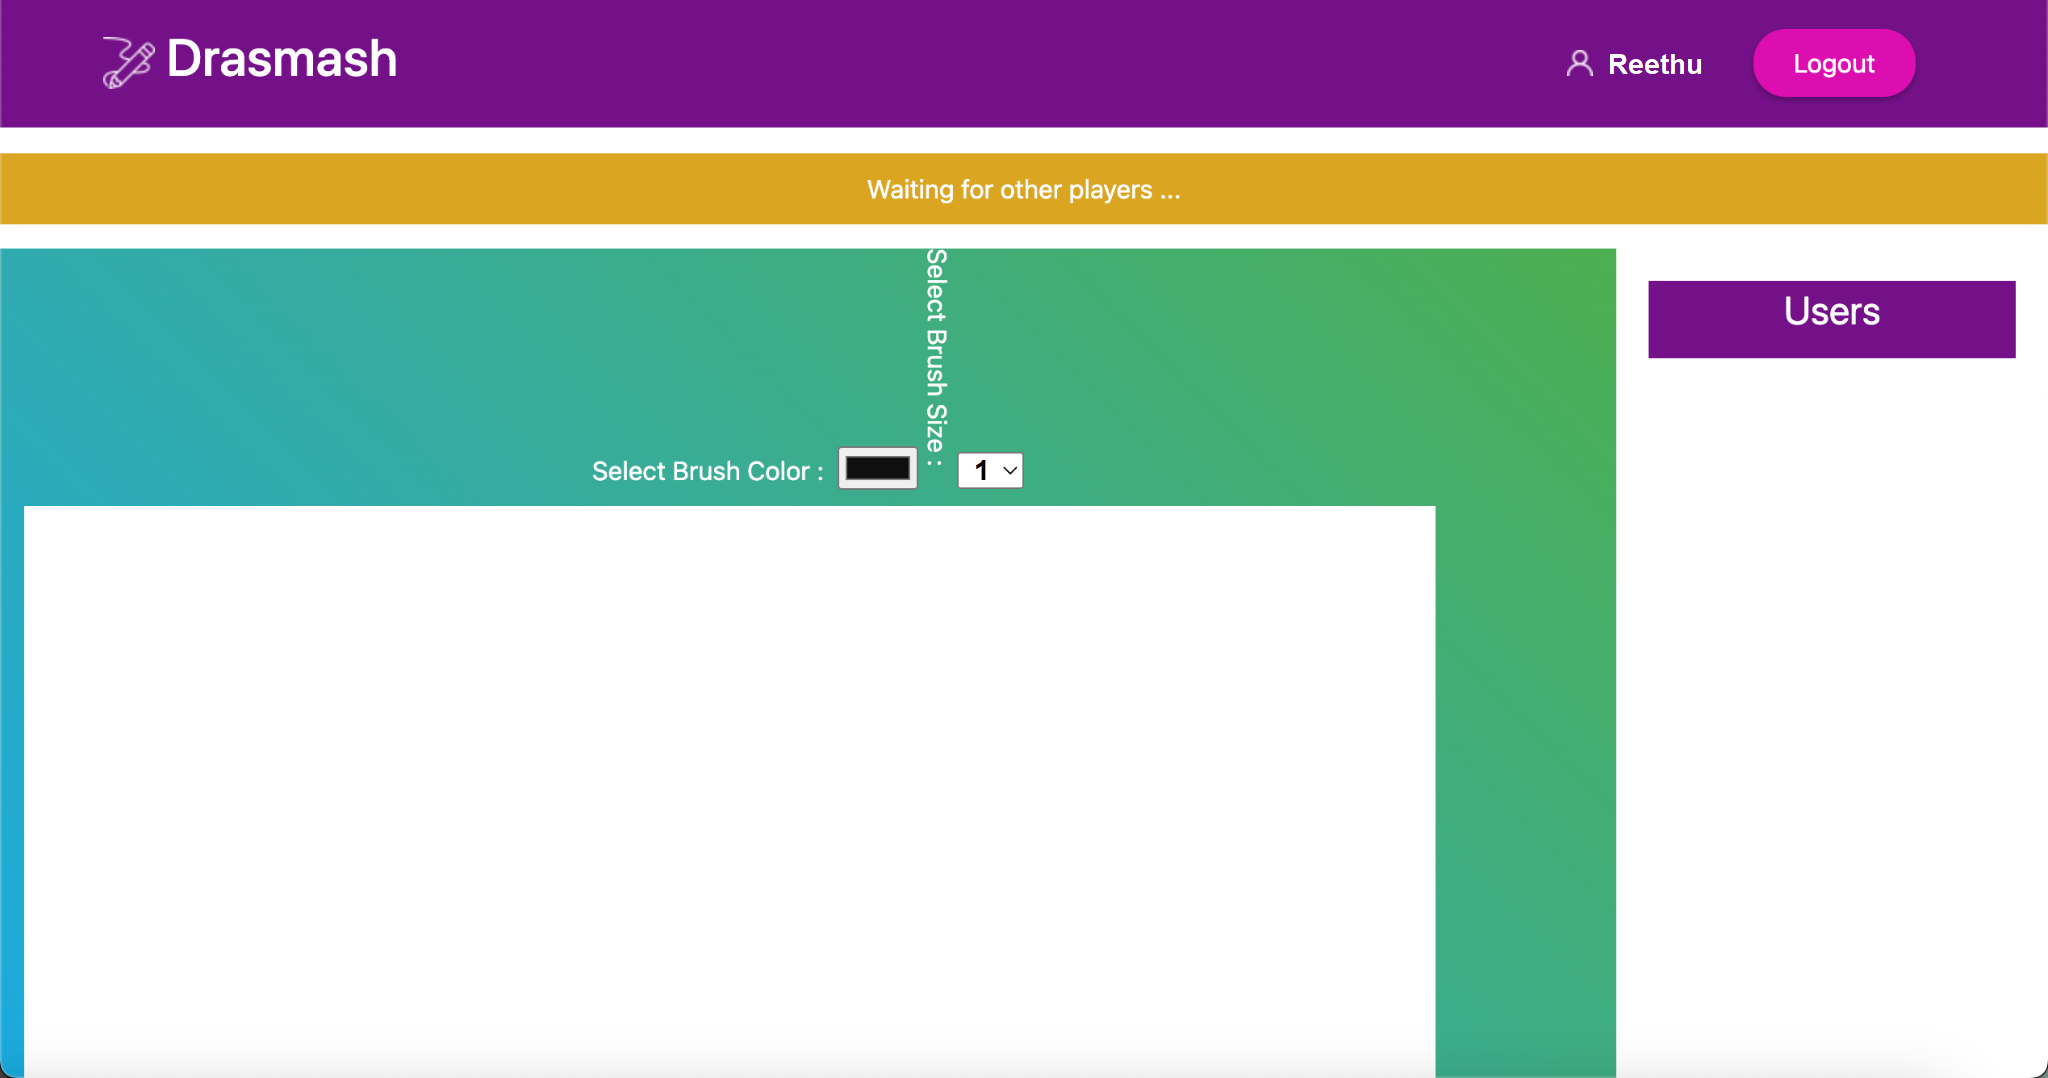 Drasmash
Reethu
Logout
Waiting for other players ...
Select Brush Color :
Select Brush Size :
1
Users